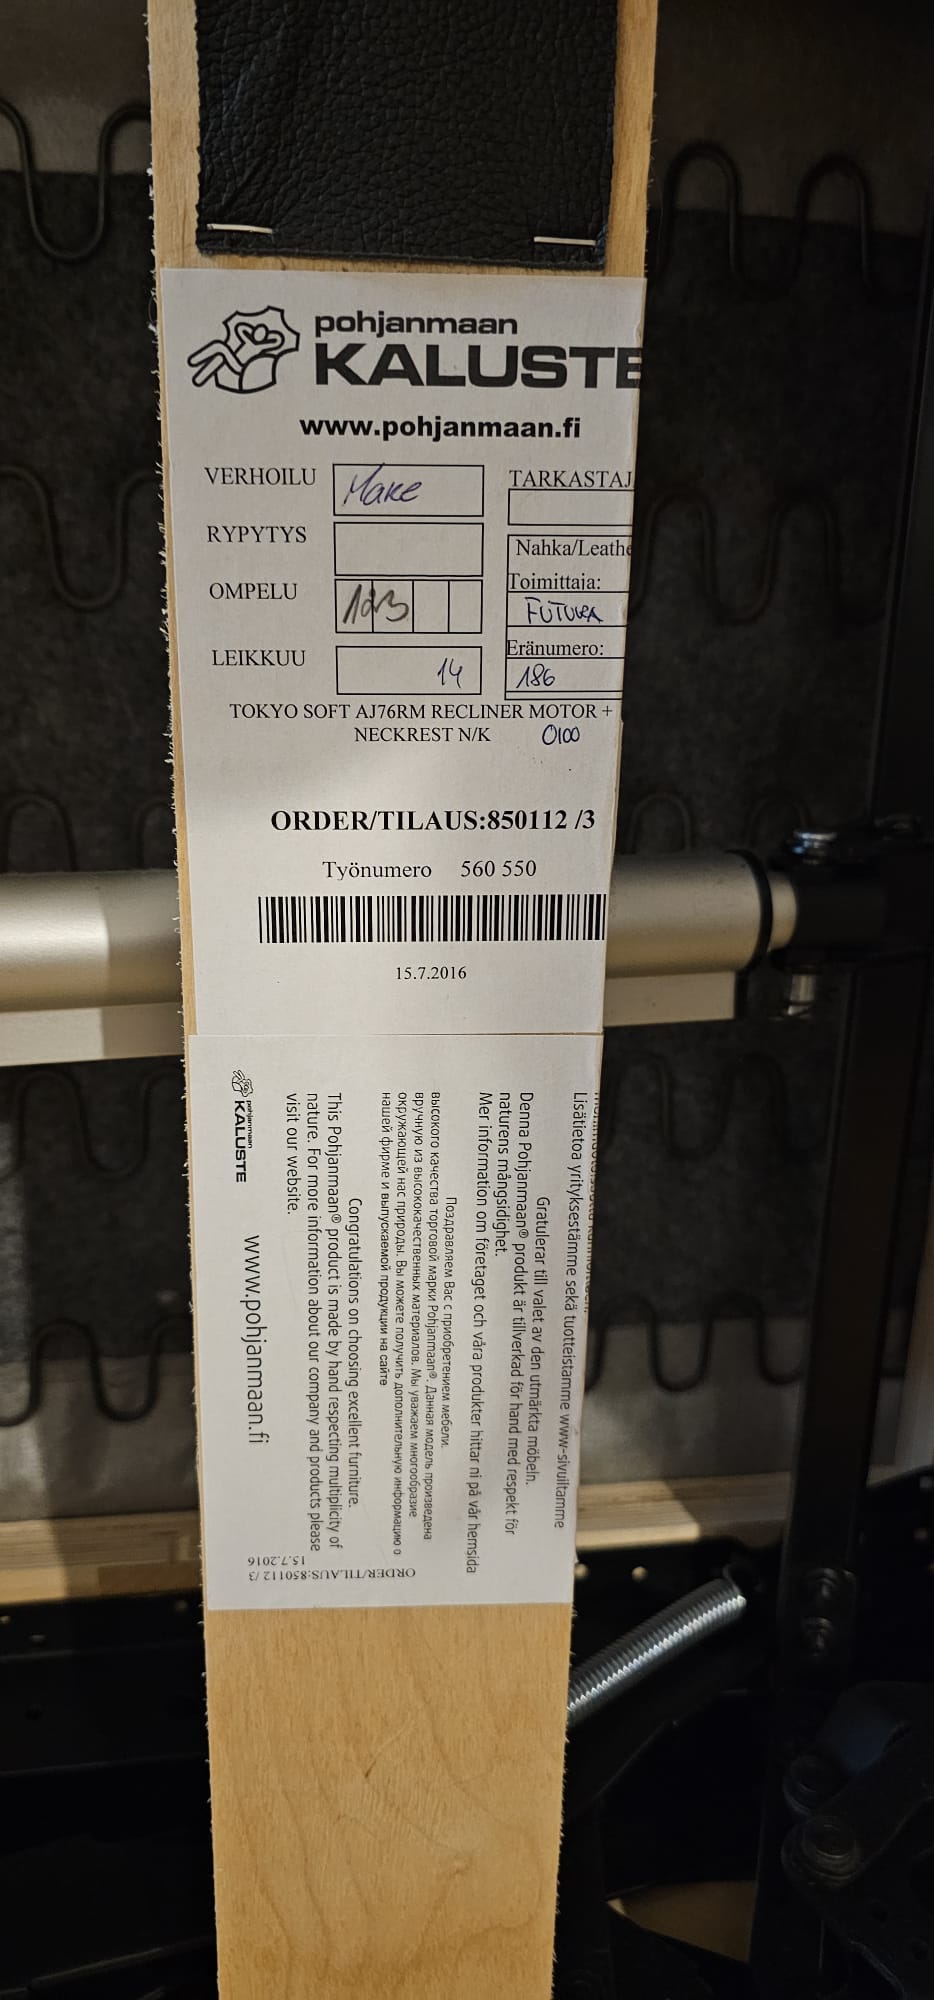 pohjanmaan
KALUSTE
www.pohjanmaan.fi
VERHOILU Make TARKASTAJ
RYPYTYS
Nahka/Leathe
OMPELU 123 Toimittaja:
FUTURA
LEIKKUU 14 Eränumero:
186
TOKYO SOFT AJ76RM RECLINER MOTOR +
NECKREST N/K 0100
ORDER/TILAUS:850112 /3
Työnumero 560 550
15.7.2016
Lisätietoa yrityksestämme sekä tuotteistamme www-sivuiltamme
Gratulerar till valet av den utmärkta möbeln.
Denna Pohjanmaan® produkt är tillverkad för hand med respekt för
naturens mångsidighet.
Mer information om företaget och våra produkter hittar ni på vår hemsida
Поздравляем Вас с приобретением мебели
высокого качества торговой марки Pohjanmaan®. Данная модель произведена
вручную из высококачественных материалов. Мы уважаем многообразие
окружающей нас природы. Вы можете получить дополнительную информацию о
нашей фирме и выпускаемой продукции на сайте
Congratulations on choosing excellent furniture.
This Pohjanmaan® product is made by hand respecting multiplicity of
nature. For more information about our company and products please
visit our website.
pohjanmaan
KALUSTE
www.pohjanmaan.fi
ORDER/TILAUS:850112 /3
15.7.2016